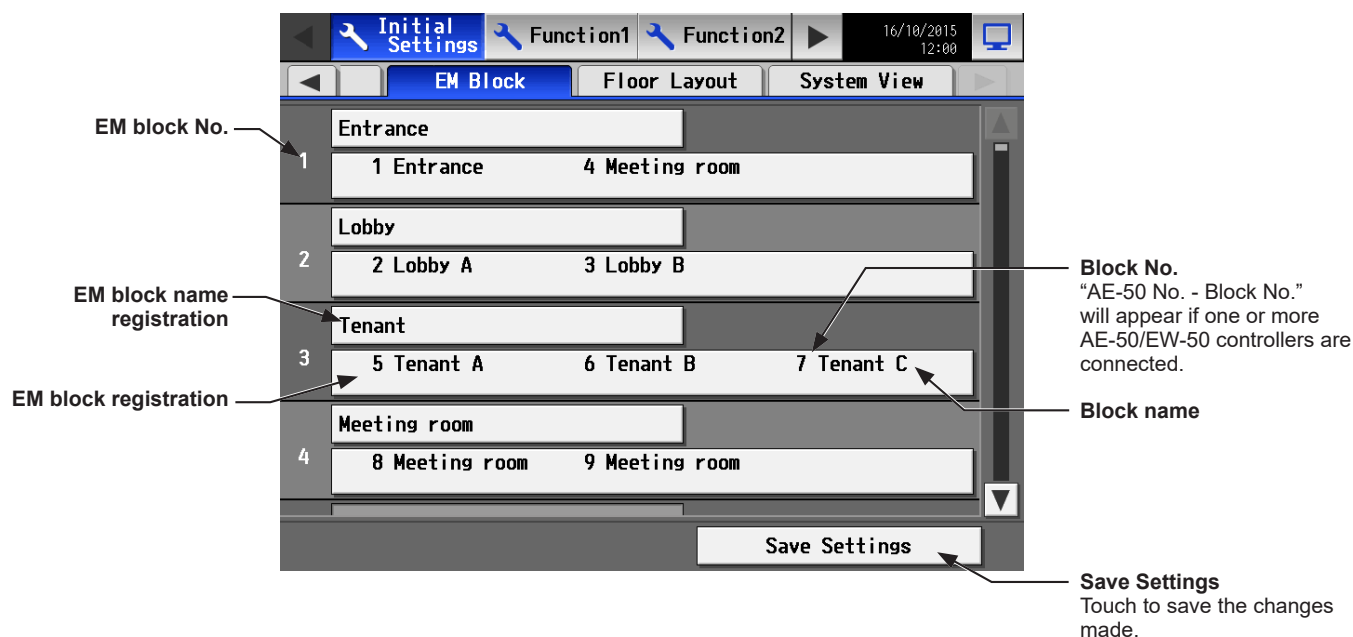 Initial Settings
Function1
Function2
16/10/2015
12:00
EM Block
Floor Layout
System View
EM block No.
1
Entrance
1 Entrance
4 Meeting room
2
Lobby
2 Lobby A
3 Lobby B
EM block name
registration
3
Tenant
5 Tenant A
6 Tenant B
7 Tenant C
EM block registration
4
Meeting room
8 Meeting room
9 Meeting room
Save Settings
Block No.
“AE-50 No. - Block No.”
will appear if one or more
AE-50/EW-50 controllers are
connected.
Block name
Save Settings
Touch to save the changes
made.